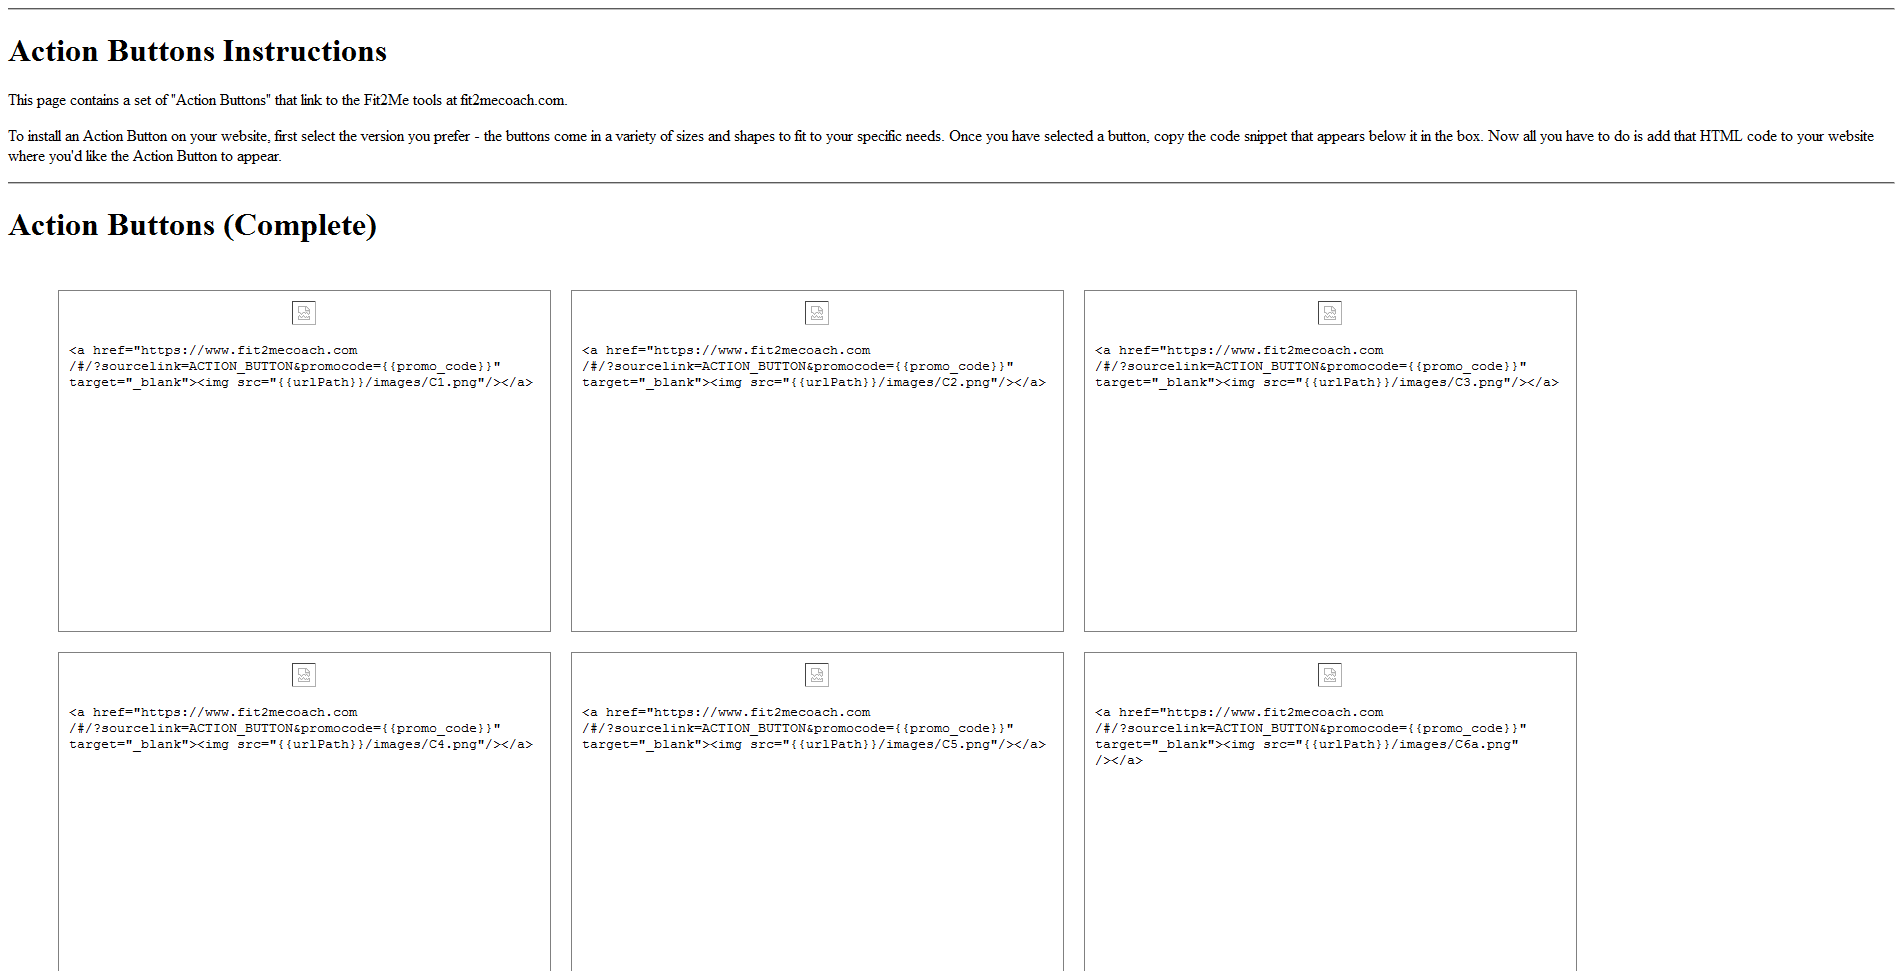 Action Buttons Instructions
This page contains a set of "Action Buttons" that link to the Fit2Me tools at fit2mecoach.com.
To install an Action Button on your website, first select the version you prefer - the buttons come in a variety of sizes and shapes to fit to your specific needs. Once you have selected a button, copy the code snippet that appears below it in the box. Now all you have to do is add that HTML code to your website
where you'd like the Action Button to appear.
Action Buttons (Complete)
<a href="https://www.fit2mecoach.com
/#/?sourcelink=ACTION_BUTTON&promocode={{promo_code}}"
target="_blank"><img src="{{urlPath}}/images/C1.png"/></a>
<a href="https://www.fit2mecoach.com
/#/?sourcelink=ACTION_BUTTON&promocode={{promo_code}}"
target="_blank"><img src="{{urlPath}}/images/C2.png"/></a>
<a href="https://www.fit2mecoach.com
/#/?sourcelink=ACTION_BUTTON&promocode={{promo_code}}"
target="_blank"><img src="{{urlPath}}/images/C3.png"/></a>
<a href="https://www.fit2mecoach.com
/#/?sourcelink=ACTION_BUTTON&promocode={{promo_code}}"
target="_blank"><img src="{{urlPath}}/images/C4.png"/></a>
<a href="https://www.fit2mecoach.com
/#/?sourcelink=ACTION_BUTTON&promocode={{promo_code}}"
target="_blank"><img src="{{urlPath}}/images/C5.png"/></a>
<a href="https://www.fit2mecoach.com
/#/?sourcelink=ACTION_BUTTON&promocode={{promo_code}}"
target="_blank"><img src="{{urlPath}}/images/C6a.png"
/></a>